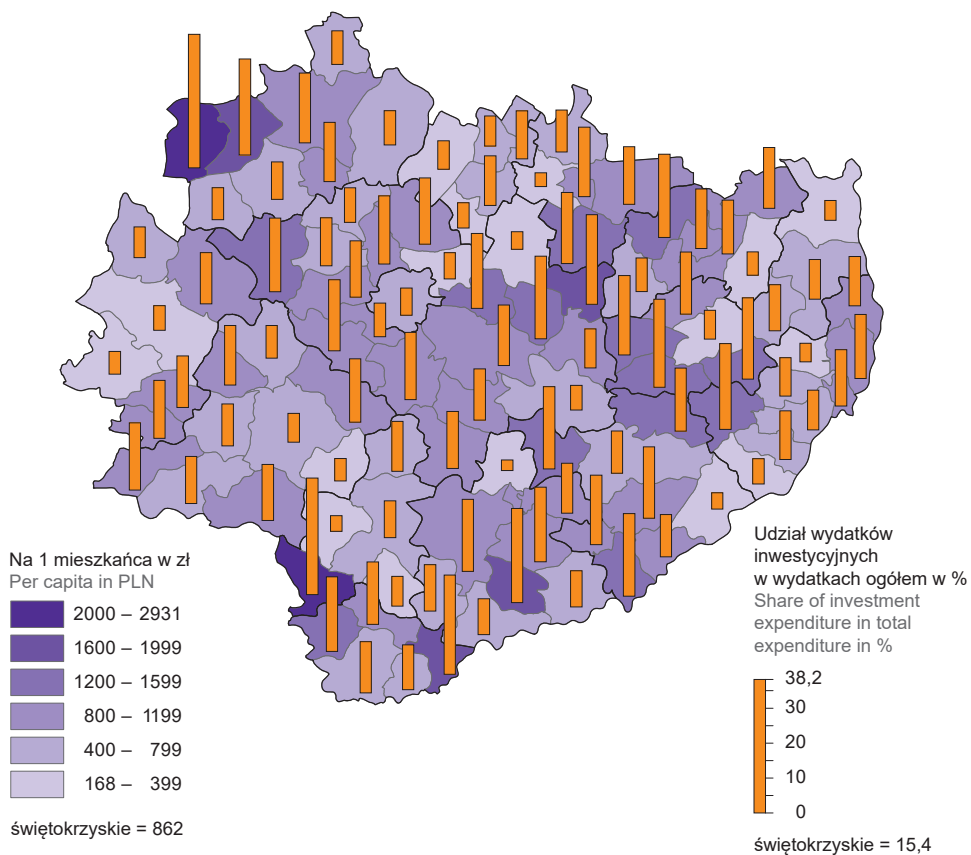 Na 1 mieszkańca w zł
Per capita in PLN
2000 – 2931
1600 – 1999
1200 – 1599
800 – 1199
400 – 799
168 – 399
świętokrzyskie = 862
Udział wydatków
inwestycyjnych
w wydatkach ogółem w %
Share of investment
expenditure in total
expenditure in %
38,2
30
20
10
0
świętokrzyskie = 15,4